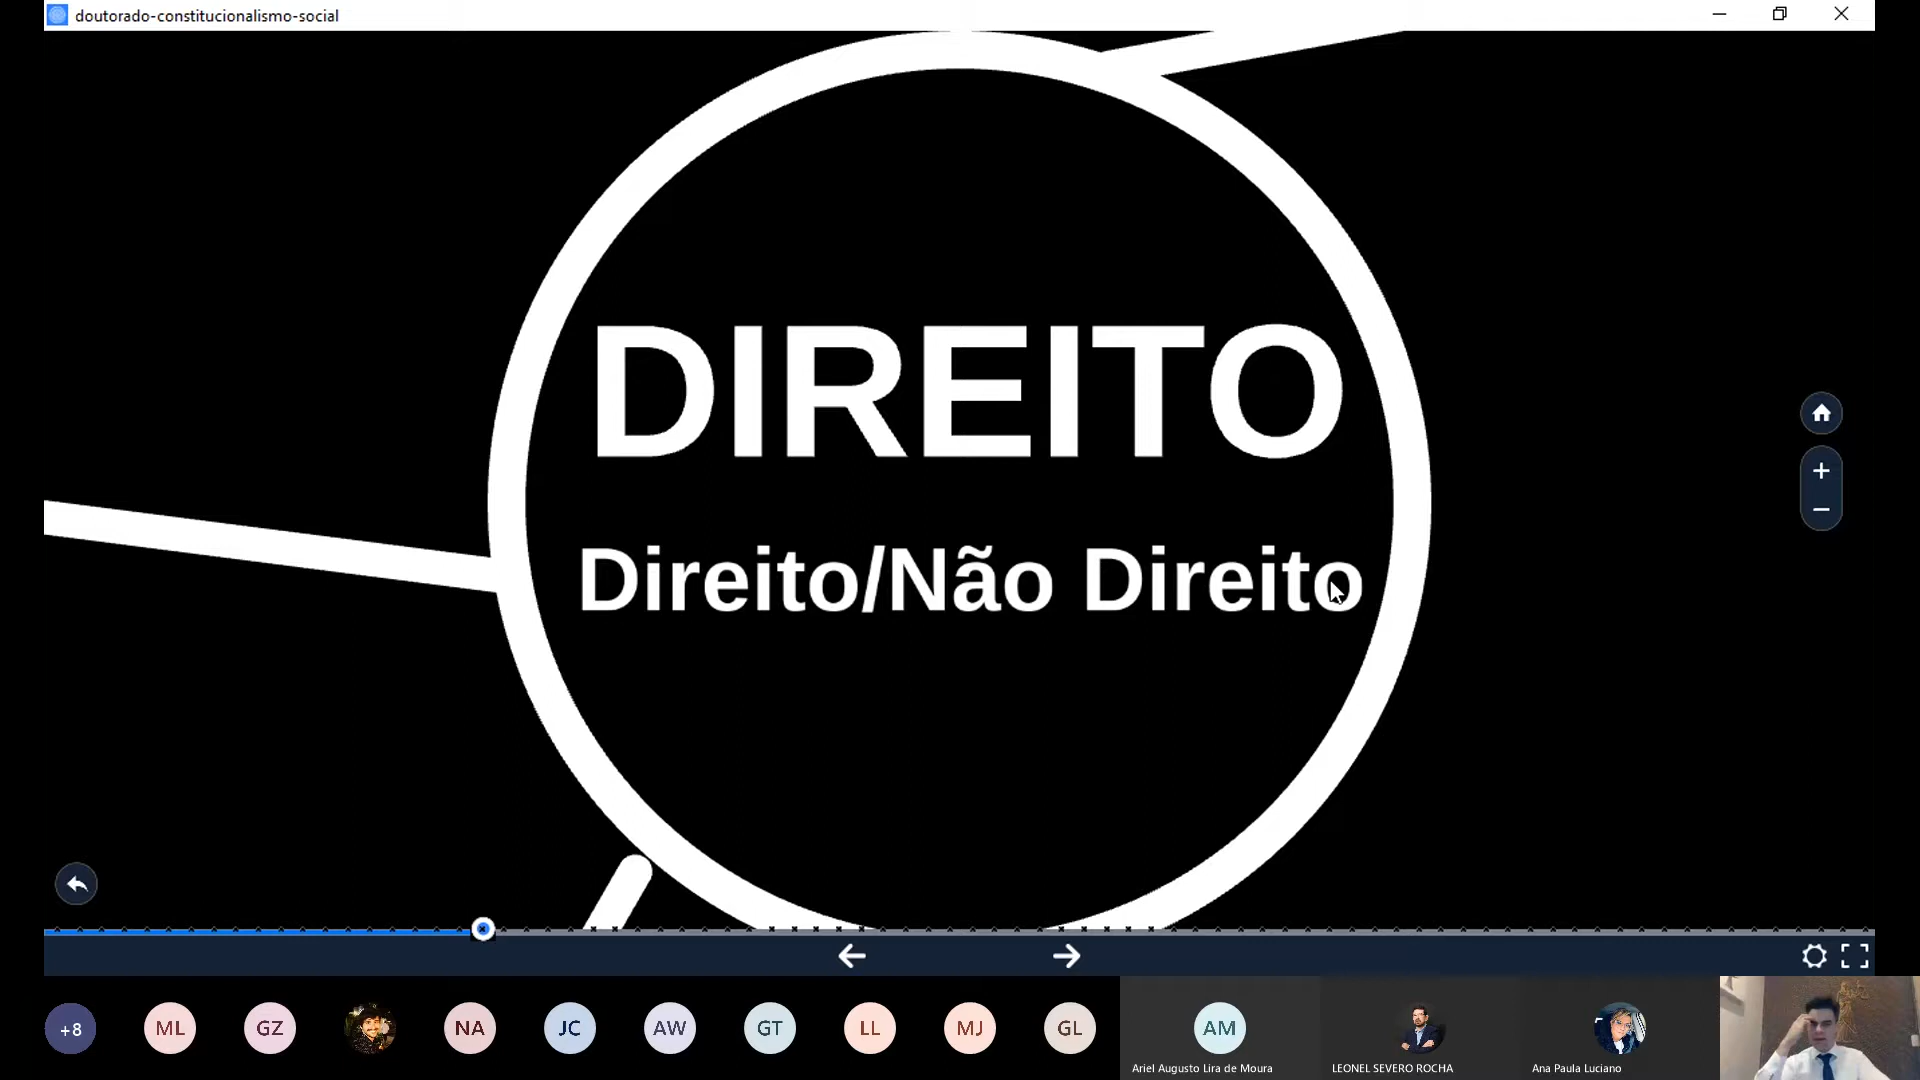 doutorado-constitucionalismo-social
DIREITO
Direito/Não Direito
+8
ML
GZ
NA
JC
AW
GT
LL
MJ
GL
AM
Ariel Augusto Lira de Moura
LEONEL SEVERO ROCHA
Ana Paula Luciano